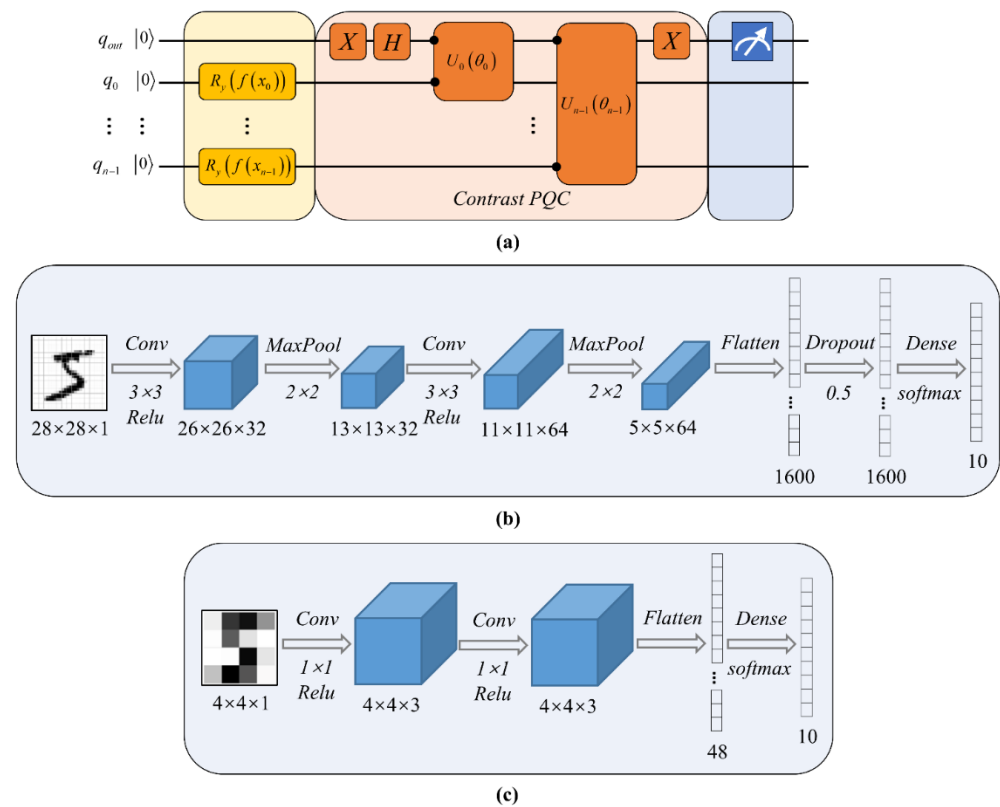 q_out |0⟩ X H U_0(θ_0) U_{n-1}(θ_{n-1}) X
q_0 |0⟩ R_y(f(x_0))
⋮ ⋮ ⋮ ⋮
q_{n-1} |0⟩ R_y(f(x_{n-1}))
Contrast PQC
(a)
Conv MaxPool Conv MaxPool Flatten Dropout Dense
3×3 2×2 3×3 2×2 0.5 softmax
Relu Relu
28×28×1 26×26×32 13×13×32 11×11×64 5×5×64
1600 1600 10
(b)
Conv Conv Flatten Dense
1×1 1×1 softmax
Relu Relu
4×4×1 4×4×3 4×4×3
48 10
(c)